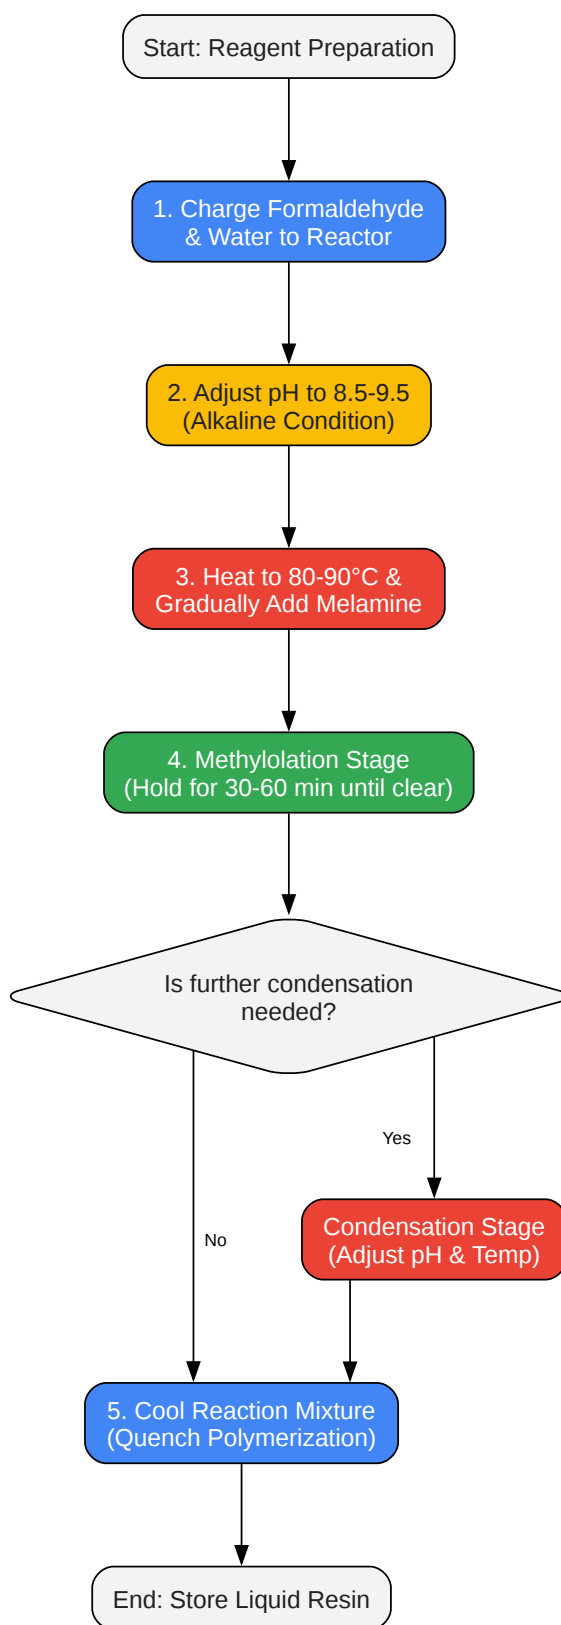 Start: Reagent Preparation
1. Charge Formaldehyde
& Water to Reactor
2. Adjust pH to 8.5-9.5
(Alkaline Condition)
3. Heat to 80-90°C &
Gradually Add Melamine
4. Methylolation Stage
(Hold for 30-60 min until clear)
Is further condensation
needed?
Yes
Condensation Stage
(Adjust pH & Temp)
No
5. Cool Reaction Mixture
(Quench Polymerization)
End: Store Liquid Resin